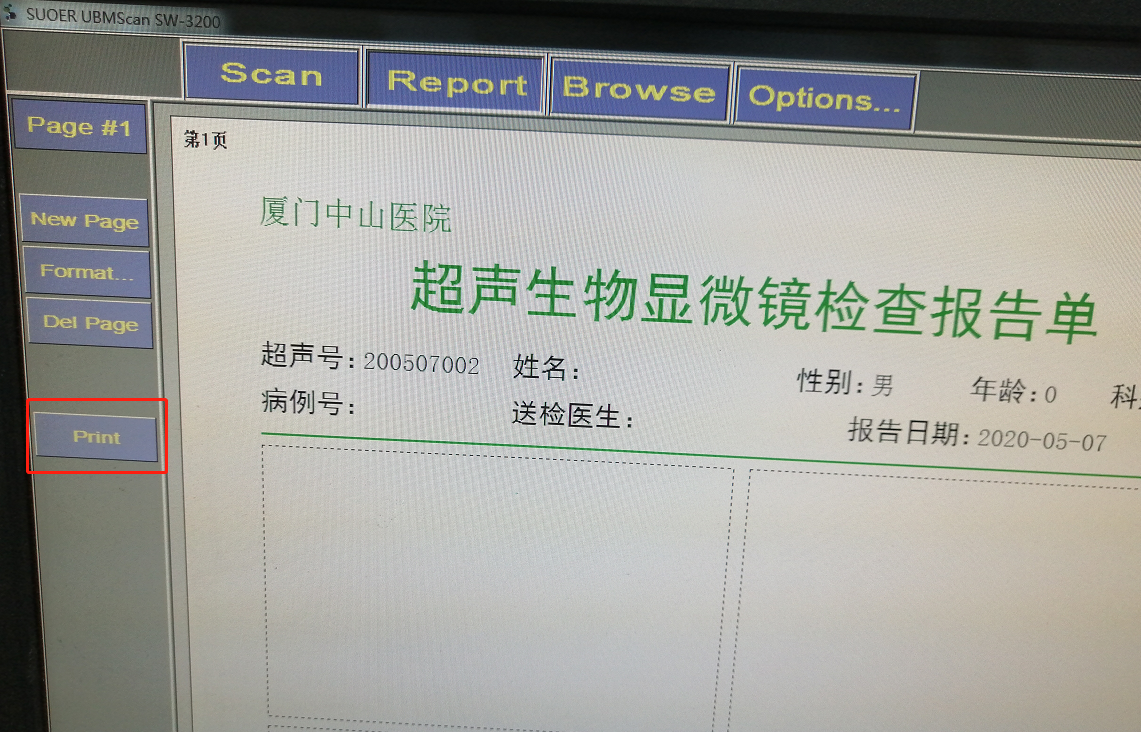 SUOER UBMScan SW-3200
Scan Report Browse Options...
Page #1
New Page
Format...
Del Page
Print
第1页
厦门中山医院
超声生物显微镜检查报告单
超声号：200507002 姓名： 性别：男 年龄：0 科
病例号： 送检医生： 报告日期：2020-05-07